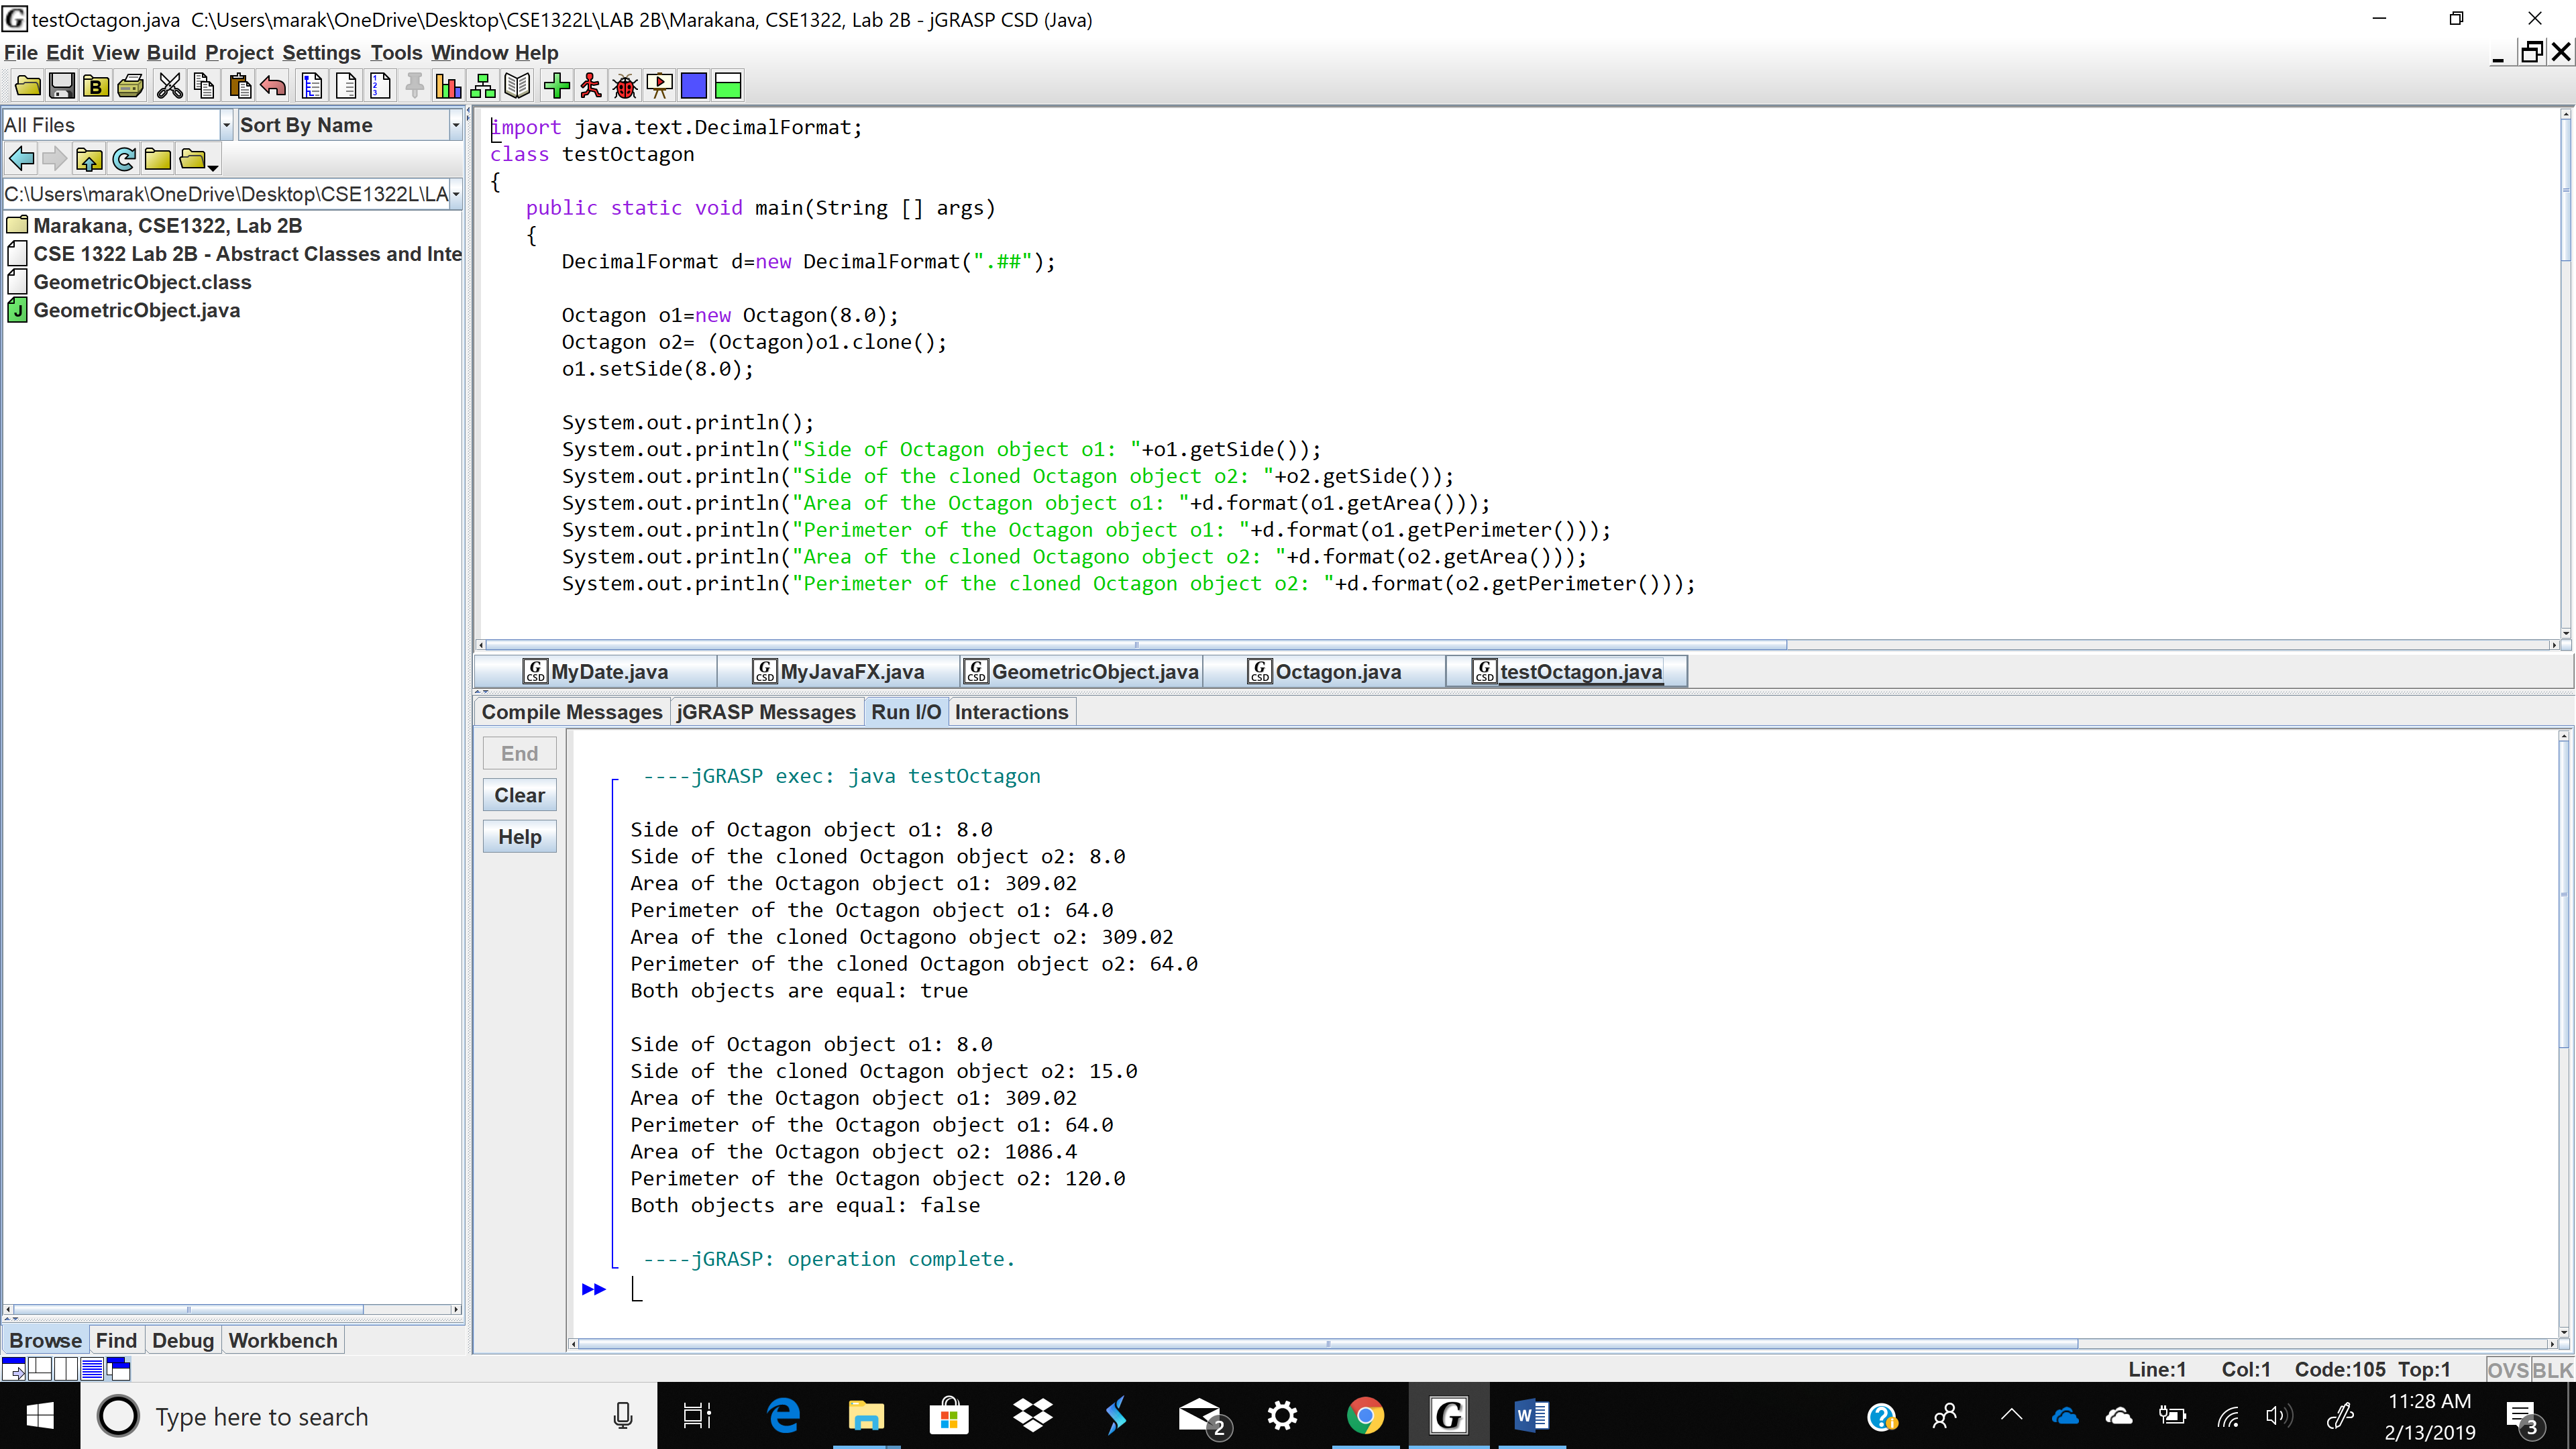 testOctagon.java C:\Users\marak\OneDrive\Desktop\CSE1322L\LAB 2B\Marakana, CSE1322, Lab 2B - jGRASP CSD (Java)
File Edit View Build Project Settings Tools Window Help
All Files
Sort By Name
C:\Users\marak\OneDrive\Desktop\CSE1322L\LA
Marakana, CSE1322, Lab 2B
CSE 1322 Lab 2B - Abstract Classes and Inte
GeometricObject.class
GeometricObject.java
import java.text.DecimalFormat;
class testOctagon
{
public static void main(String [] args)
{
DecimalFormat d=new DecimalFormat(".##");
Octagon o1=new Octagon(8.0);
Octagon o2= (Octagon)o1.clone();
o1.setSide(8.0);
System.out.println();
System.out.println("Side of Octagon object o1: "+o1.getSide());
System.out.println("Side of the cloned Octagon object o2: "+o2.getSide());
System.out.println("Area of the Octagon object o1: "+d.format(o1.getArea()));
System.out.println("Perimeter of the Octagon object o1: "+d.format(o1.getPerimeter()));
System.out.println("Area of the cloned Octagono object o2: "+d.format(o2.getArea()));
System.out.println("Perimeter of the cloned Octagon object o2: "+d.format(o2.getPerimeter()));
MyDate.java MyJavaFX.java GeometricObject.java Octagon.java testOctagon.java
Compile Messages jGRASP Messages Run I/O Interactions
End
Clear
Help
----jGRASP exec: java testOctagon
Side of Octagon object o1: 8.0
Side of the cloned Octagon object o2: 8.0
Area of the Octagon object o1: 309.02
Perimeter of the Octagon object o1: 64.0
Area of the cloned Octagono object o2: 309.02
Perimeter of the cloned Octagon object o2: 64.0
Both objects are equal: true
Side of Octagon object o1: 8.0
Side of the cloned Octagon object o2: 15.0
Area of the Octagon object o1: 309.02
Perimeter of the Octagon object o1: 64.0
Area of the Octagon object o2: 1086.4
Perimeter of the Octagon object o2: 120.0
Both objects are equal: false
----jGRASP: operation complete.
Browse Find Debug Workbench
Line:1 Col:1 Code:105 Top:1 OVS BLK
Type here to search
2
11:28 AM
2/13/2019
3